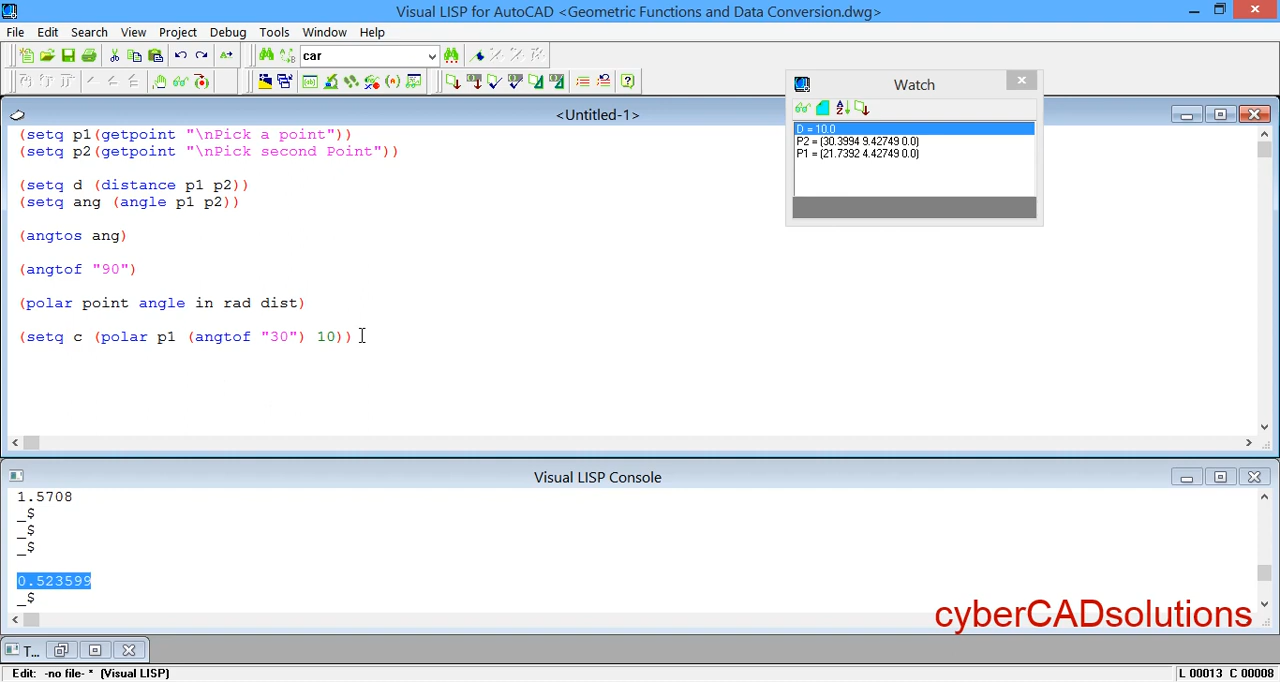 Visual LISP for AutoCAD <Geometric Functions and Data Conversion.dwg>
File Edit Search View Project Debug Tools Window Help
car
Watch
D = 10.0
P2 = (30.3994 9.42749 0.0)
P1 = (21.7392 4.42749 0.0)
<Untitled-1>
(setq p1(getpoint "\nPick a point"))
(setq p2(getpoint "\nPick second Point"))
(setq d (distance p1 p2))
(setq ang (angle p1 p2))
(angtos ang)
(angtof "90")
(polar point angle in rad dist)
(setq c (polar p1 (angtof "30") 10))
Visual LISP Console
1.5708
_$
_$
_$
0.523599
_$
cyberCADsolutions
T...
Edit: -no file- * (Visual LISP)
L 00013 C 00008